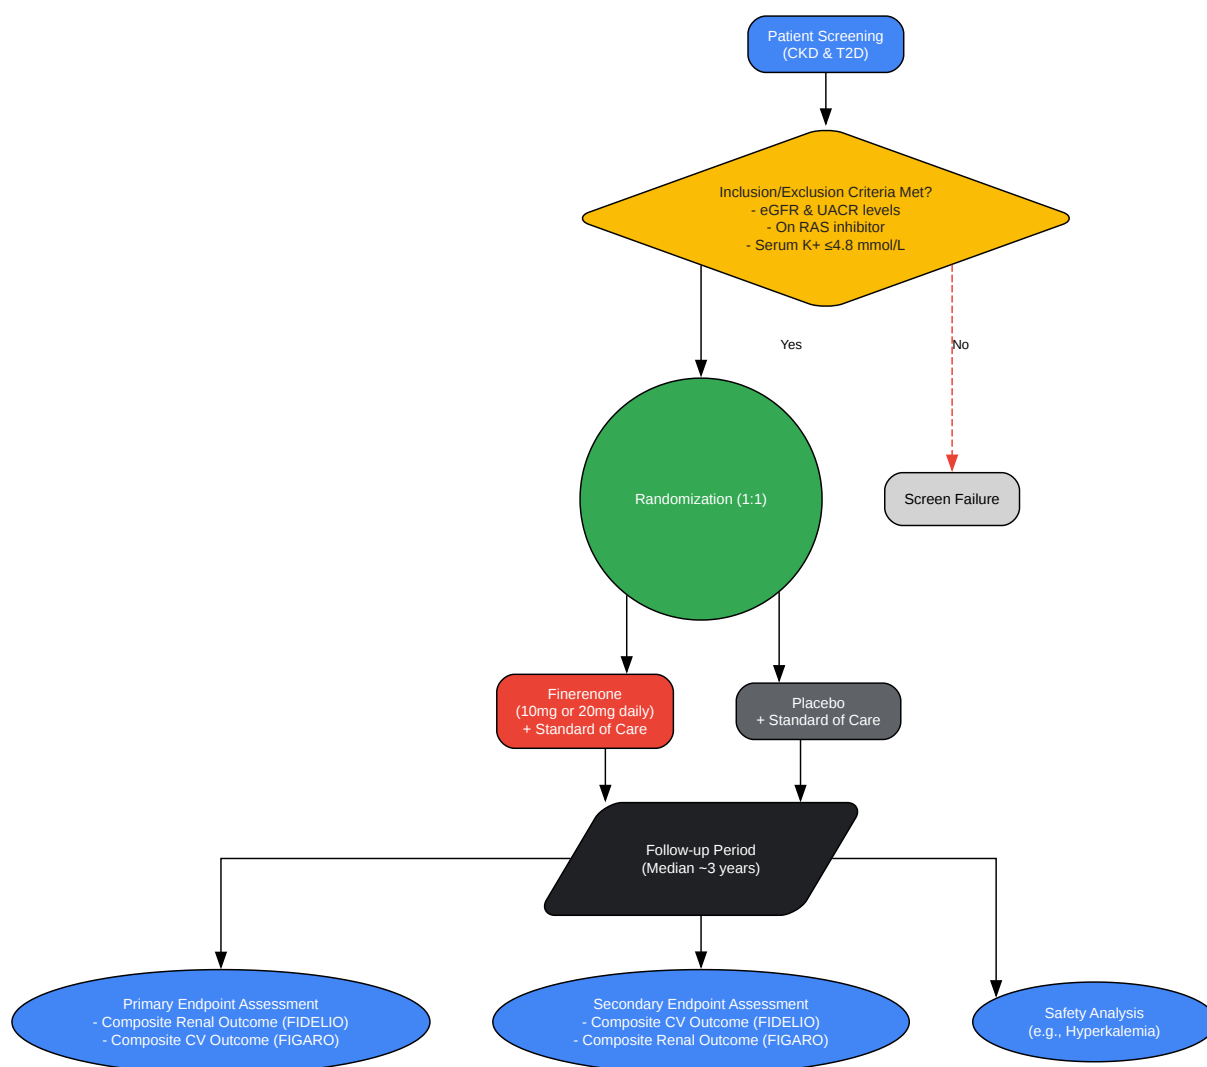 Patient Screening
(CKD & T2D)
Inclusion/Exclusion Criteria Met?
- eGFR & UACR levels
- On RAS inhibitor
- Serum K+ ≤4.8 mmol/L
Yes
No
Randomization (1:1)
Screen Failure
Finerenone
(10mg or 20mg daily)
+ Standard of Care
Placebo
+ Standard of Care
Follow-up Period
(Median ~3 years)
Primary Endpoint Assessment
- Composite Renal Outcome (FIDELIO)
- Composite CV Outcome (FIGARO)
Secondary Endpoint Assessment
- Composite CV Outcome (FIDELIO)
- Composite Renal Outcome (FIGARO)
Safety Analysis
(e.g., Hyperkalemia)